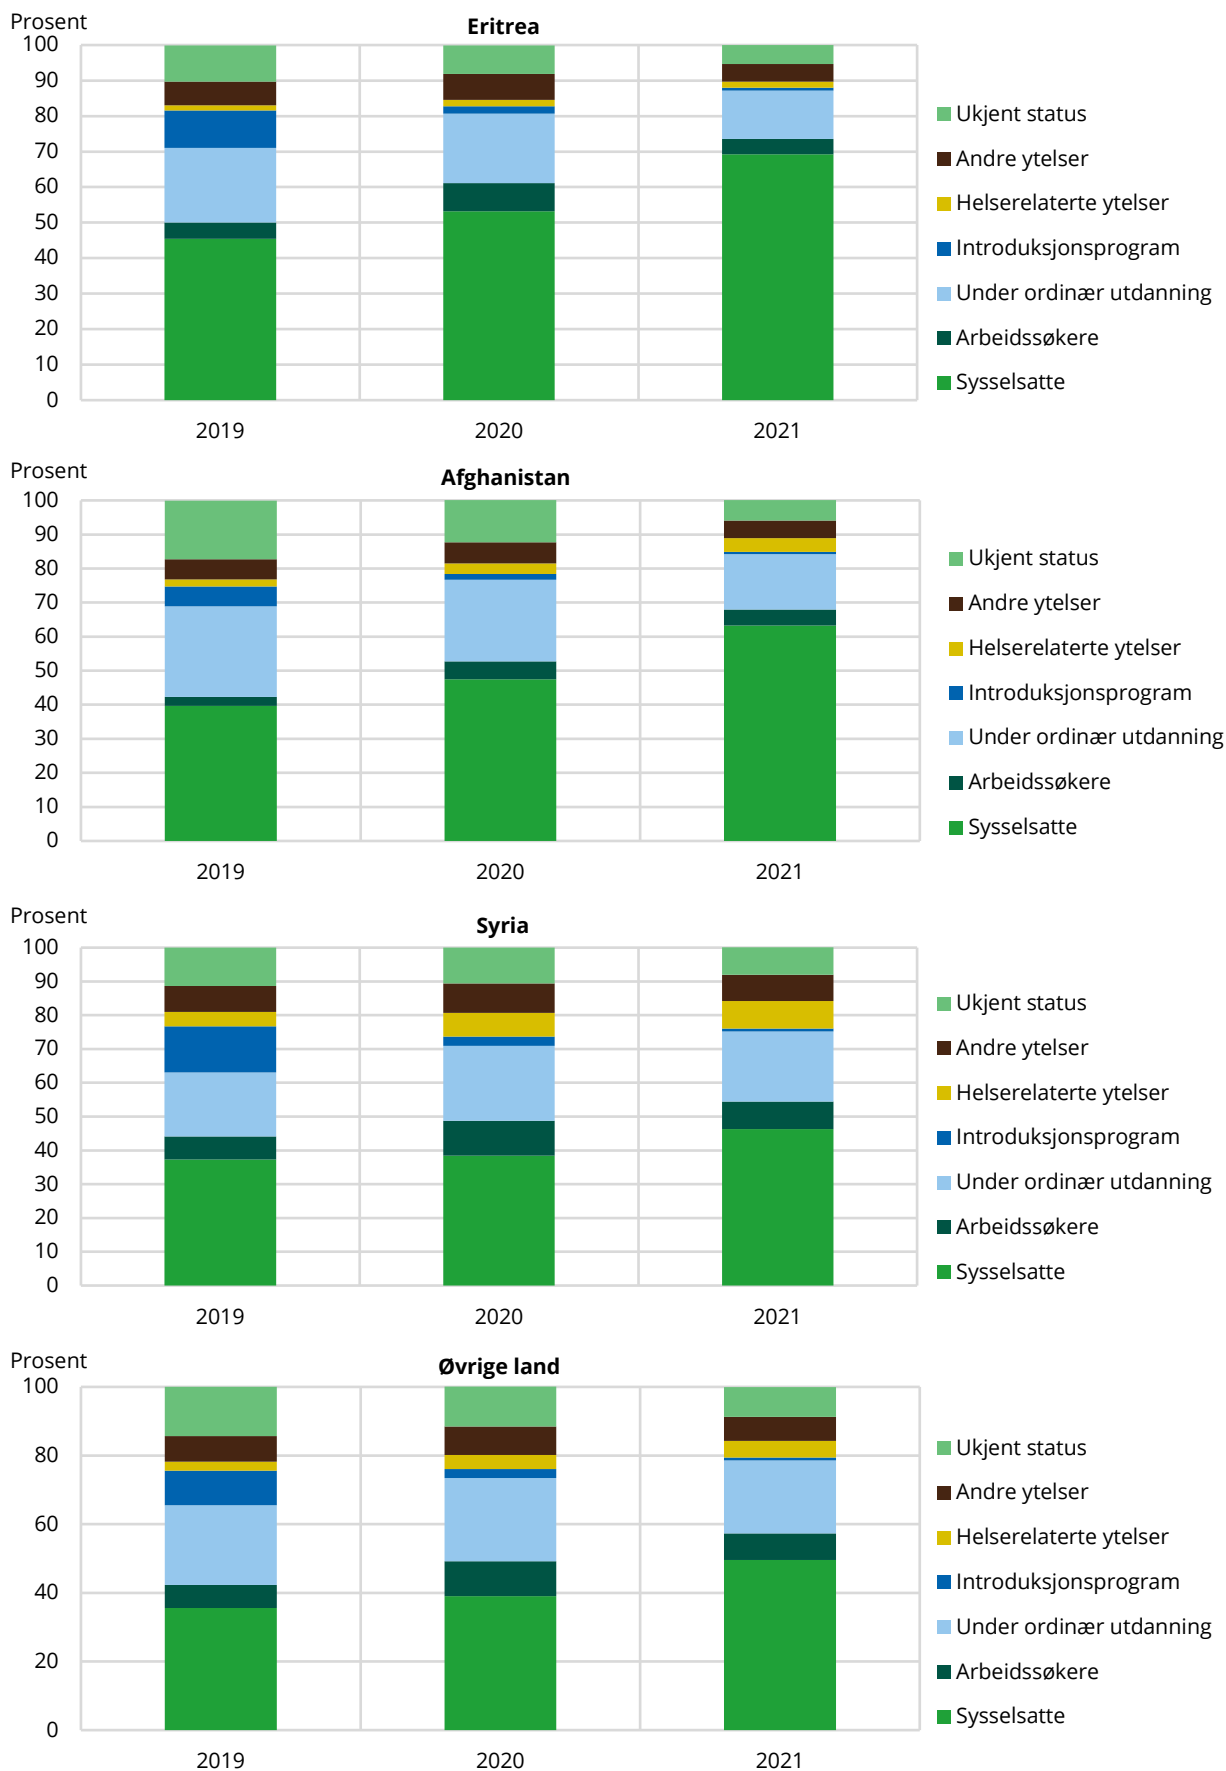 Prosent
Eritrea
100
90
80
70
60
50
40
30
20
10
0
2019
2020
2021
Ukjent status
Andre ytelser
Helserelaterte ytelser
Introduksjonsprogram
Under ordinær utdanning
Arbeidssøkere
Sysselsatte
Prosent
Afghanistan
100
90
80
70
60
50
40
30
20
10
0
2019
2020
2021
Ukjent status
Andre ytelser
Helserelaterte ytelser
Introduksjonsprogram
Under ordinær utdanning
Arbeidssøkere
Sysselsatte
Prosent
Syria
100
90
80
70
60
50
40
30
20
10
0
2019
2020
2021
Ukjent status
Andre ytelser
Helserelaterte ytelser
Introduksjonsprogram
Under ordinær utdanning
Arbeidssøkere
Sysselsatte
Prosent
Øvrige land
100
80
60
40
20
0
2019
2020
2021
Ukjent status
Andre ytelser
Helserelaterte ytelser
Introduksjonsprogram
Under ordinær utdanning
Arbeidssøkere
Sysselsatte